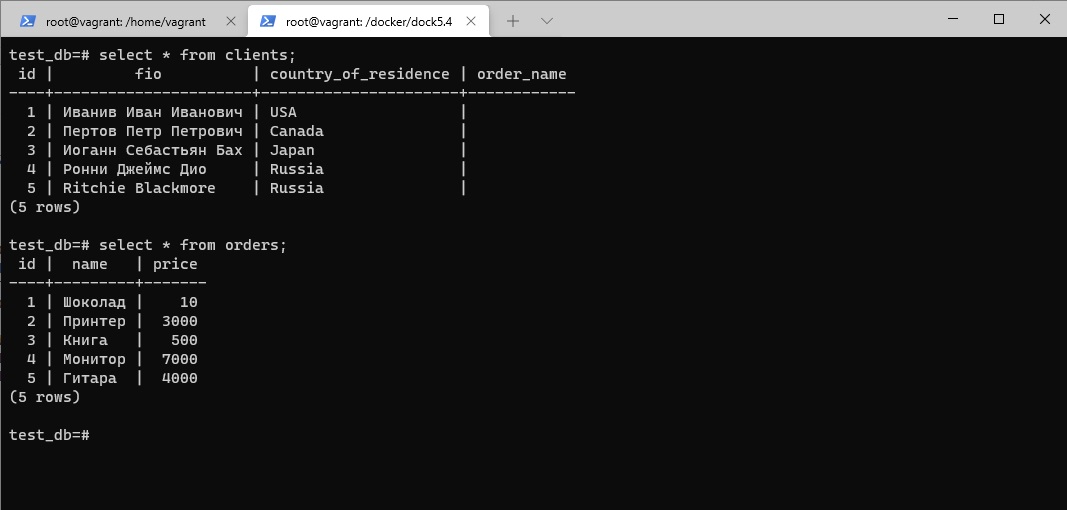 root@vagrant: /home/vagrant
root@vagrant: /docker/dock5.4
test_db=# select * from clients;
 id |         fio          | country_of_residence | order_name
----+----------------------+----------------------+------------
  1 | Иванив Иван Иванович | USA                  |
  2 | Пертов Петр Петрович | Canada               |
  3 | Иоганн Себастьян Бах | Japan                |
  4 | Ронни Джеймс Дио     | Russia               |
  5 | Ritchie Blackmore    | Russia               |
(5 rows)
test_db=# select * from orders;
 id |  name   | price
----+---------+-------
  1 | Шоколад |    10
  2 | Принтер |  3000
  3 | Книга   |   500
  4 | Монитор |  7000
  5 | Гитара  |  4000
(5 rows)
test_db=#